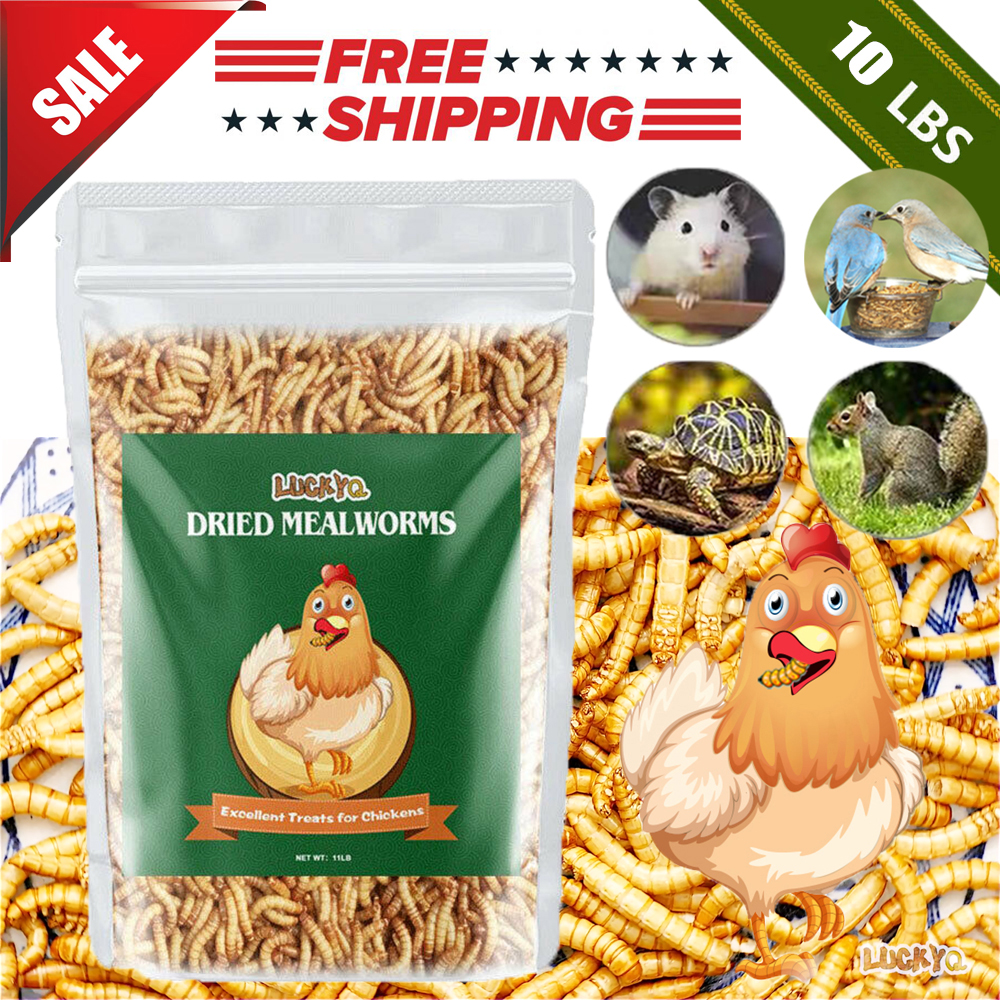 SALE
FREE
SHIPPING
10 LBS
LUCKYQ
DRIED MEALWORMS
Excellent Treats for Chickens
NET WT: 11LB
LUCKYQ